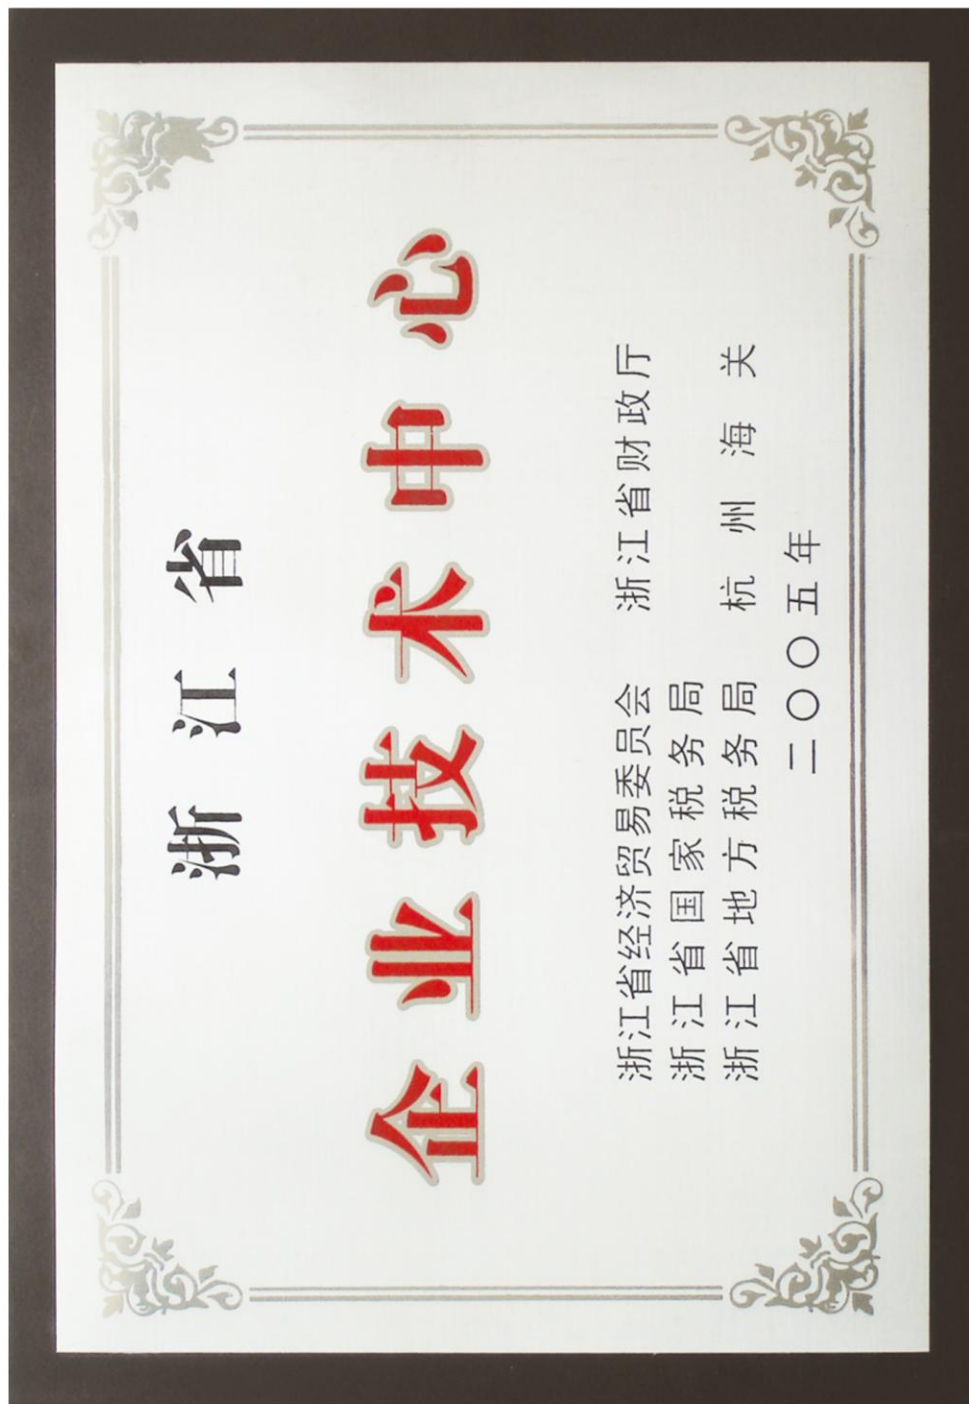 浙江省
企业技术中心
浙江省经济贸易委员会 浙江省财政厅
浙江省国家税务局
浙江省地方税务局 杭州海关
二〇〇五年